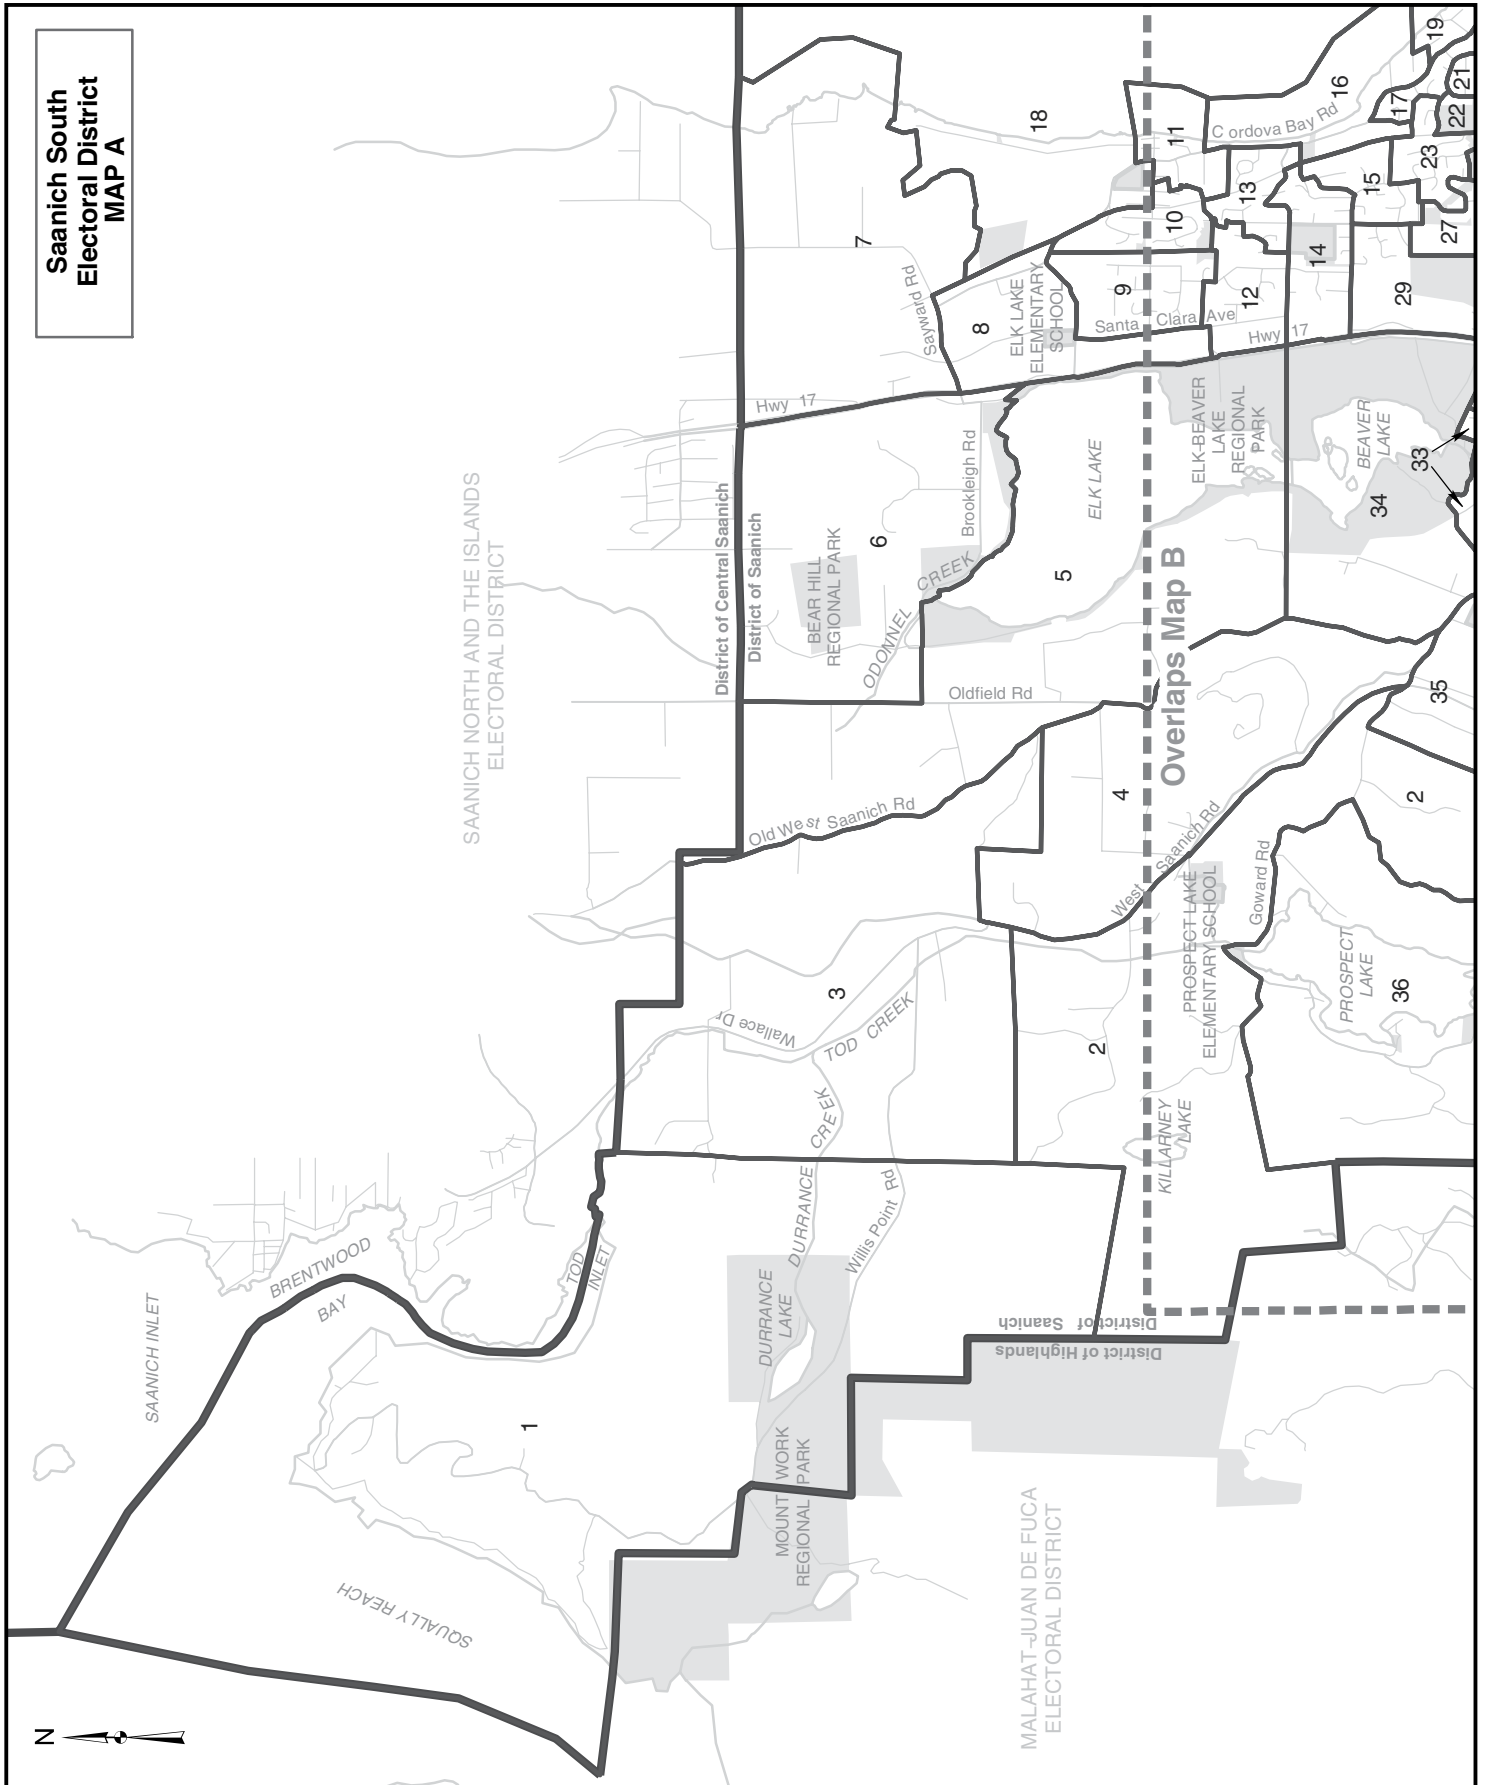 Saanich South
Electoral District
MAP A
N
SAANICH INLET
BRENTWOOD
BAY
TOD
INLET
SQUALLY REACH
1
SAANICH NORTH AND THE ISLANDS
ELECTORAL DISTRICT
District of Central Saanich
District of Saanich
Hwy 17
Sayward Rd
7
18
8
ELK LAKE
ELEMENTARY
SCHOOL
9
Santa Clara Ave
10
11
Cordova Bay Rd
16
19
17
21
22
23
13
12
14
15
27
29
Hwy 17
BEAR HILL
REGIONAL PARK
6
Brookleigh Rd
ODONNEL CREEK
ELK LAKE
5
ELK-BEAVER
LAKE
REGIONAL
PARK
BEAVER
LAKE
33
34
Oldfield Rd
Overlaps Map B
Old West Saanich Rd
4
West Saanich Rd
35
2
PROSPECT LAKE
ELEMENTARY SCHOOL
Goward Rd
PROSPECT
LAKE
36
3
Wallace Dr
TOD CREEK
2
KILLARNEY
LAKE
DURRANCE CREEK
Willis Point Rd
DURRANCE
LAKE
MOUNT WORK
REGIONAL PARK
District of Saanich
District of Highlands
MALAHAT-JUAN DE FUCA
ELECTORAL DISTRICT